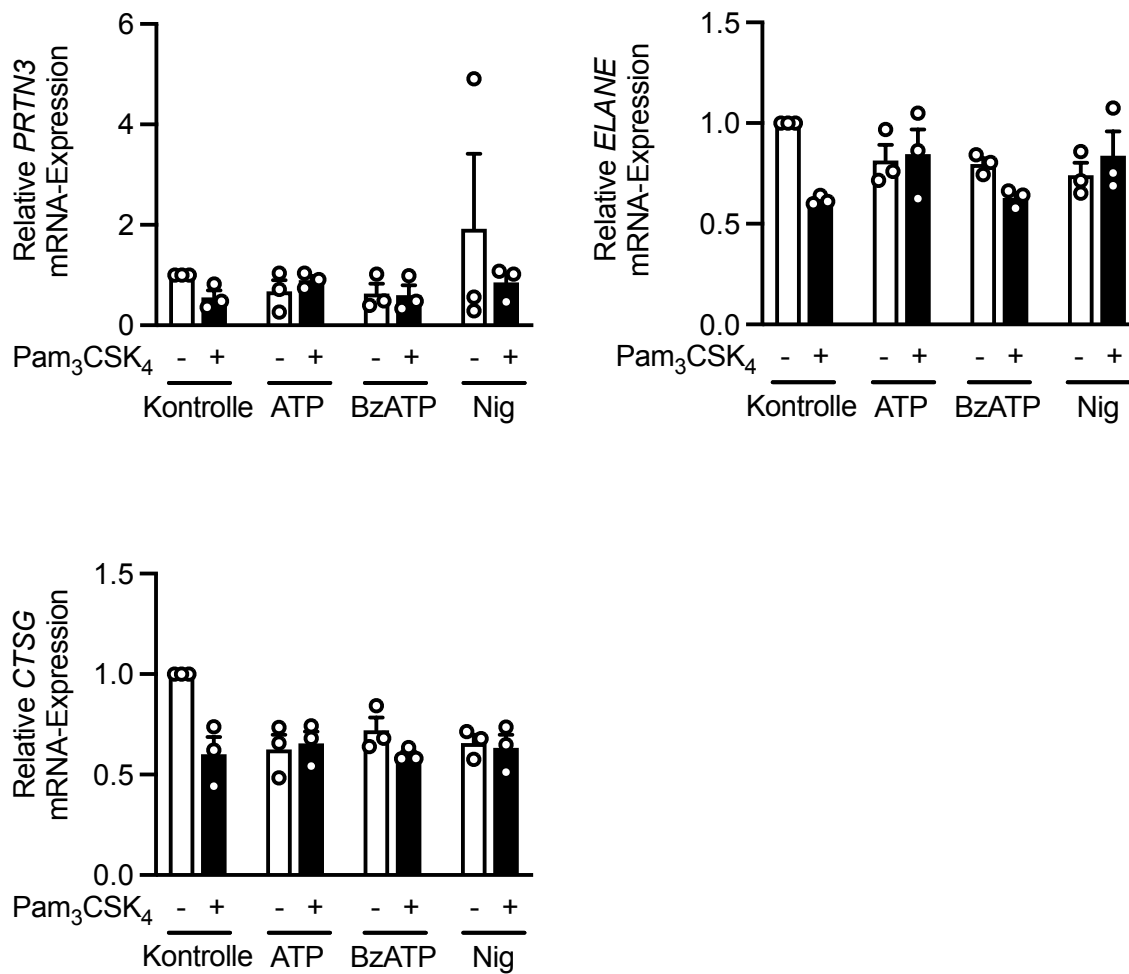 Relative PRTN3
mRNA-Expression
6
4
2
0
Pam₃CSK₄ - + - + - + - +
Kontrolle ATP BzATP Nig
Relative ELANE
mRNA-Expression
1.5
1.0
0.5
0.0
Pam₃CSK₄ - + - + - + - +
Kontrolle ATP BzATP Nig
Relative CTSG
mRNA-Expression
1.5
1.0
0.5
0.0
Pam₃CSK₄ - + - + - + - +
Kontrolle ATP BzATP Nig